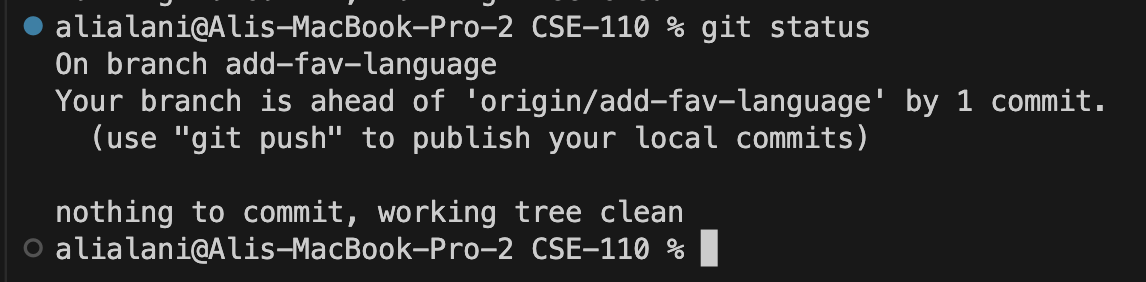 alialani@Alis-MacBook-Pro-2 CSE-110 % git status
On branch add-fav-language
Your branch is ahead of 'origin/add-fav-language' by 1 commit.
  (use "git push" to publish your local commits)

nothing to commit, working tree clean
alialani@Alis-MacBook-Pro-2 CSE-110 %